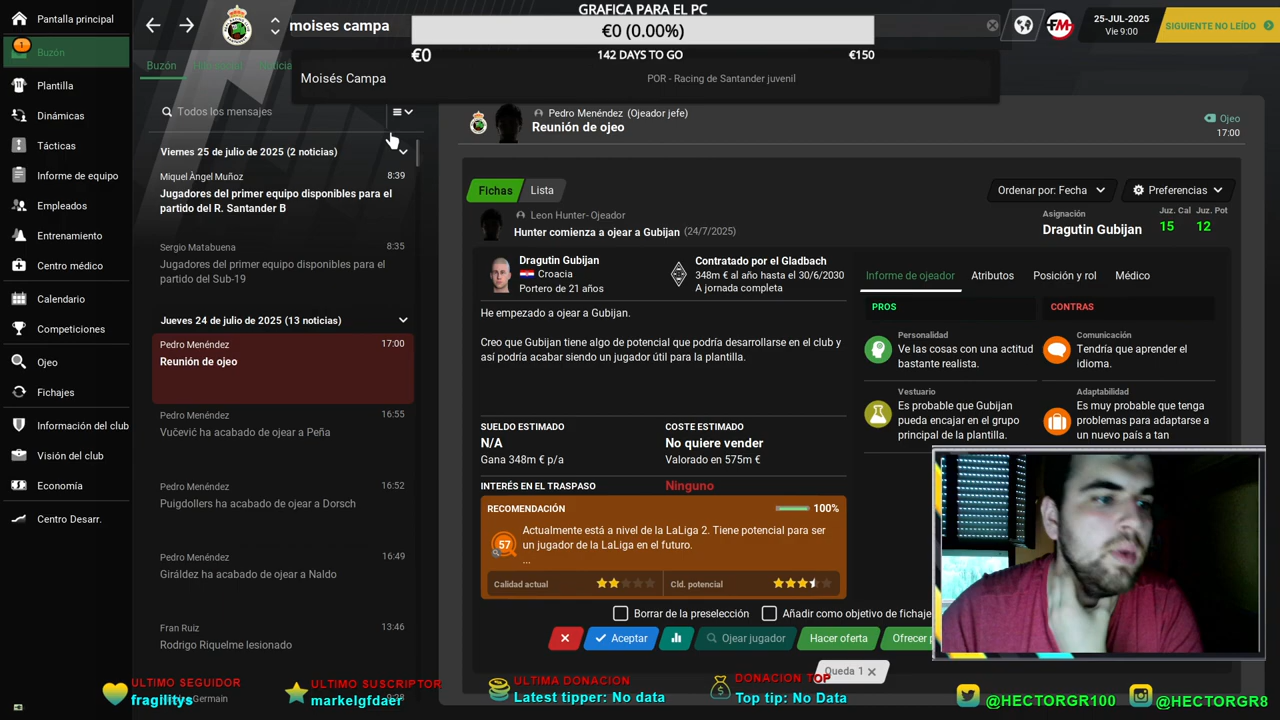 GRAFICA PARA EL PC
€0 (0.00%)
€0
142 DAYS TO GO
€150
Pantalla principal
moises campa
25-JUL-2025
Vie 9:00
SIGUIENTE NO LEÍDO
1
Buzón
Buzón
Moisés Campa
POR - Racing de Santander juvenil
Plantilla
Dinámicas
Tácticas
Informe de equipo
Empleados
Entrenamiento
Centro médico
Calendario
Competiciones
Ojeo
Fichajes
Información del club
Visión del club
Economía
Centro Desarr.
Todos los mensajes
Viernes 25 de julio de 2025 (2 noticias)
Miquel Àngel Muñoz
8:39
Jugadores del primer equipo disponibles para el
partido del R. Santander B
Sergio Matabuena
8:35
Jugadores del primer equipo disponibles para el
partido del Sub-19
Jueves 24 de julio de 2025 (13 noticias)
Pedro Menéndez
17:00
Reunión de ojeo
Pedro Menéndez
16:55
Vučević ha acabado de ojear a Peña
Pedro Menéndez
16:52
Puigdollers ha acabado de ojear a Dorsch
Pedro Menéndez
16:49
Giráldez ha acabado de ojear a Naldo
Fran Ruiz
13:46
Rodrigo Riquelme lesionado
Pedro Menéndez (Ojeador jefe)
Reunión de ojeo
Ojeo
17:00
Fichas
Lista
Ordenar por: Fecha
Preferencias
Leon Hunter- Ojeador
Hunter comienza a ojear a Gubijan (24/7/2025)
Asignación
Dragutin Gubijan
Juz. Cal
15
Juz. Pot
12
Dragutin Gubijan
Croacia
Portero de 21 años
Contratado por el Gladbach
348m € al año hasta el 30/6/2030
A jornada completa
Informe de ojeador
Atributos
Posición y rol
Médico
He empezado a ojear a Gubijan.
Creo que Gubijan tiene algo de potencial que podría desarrollarse en el club y
así podría acabar siendo un jugador útil para la plantilla.
PROS
CONTRAS
Personalidad
Ve las cosas con una actitud
bastante realista.
Comunicación
Tendría que aprender el
idioma.
Vestuario
Es probable que Gubijan
pueda encajar en el grupo
principal de la plantilla.
Adaptabilidad
Es muy probable que tenga
problemas para adaptarse a
un nuevo país a tan
SUELDO ESTIMADO
N/A
Gana 348m € p/a
COSTE ESTIMADO
No quiere vender
Valorado en 575m €
INTERÉS EN EL TRASPASO
Ninguno
RECOMENDACIÓN
100%
57
Actualmente está a nivel de la LaLiga 2. Tiene potencial para ser
un jugador de la LaLiga en el futuro.
...
Calidad actual
Cld. potencial
Borrar de la preselección
Añadir como objetivo de fichaje
Aceptar
Ojear jugador
Hacer oferta
Ofrecer
Queda 1
ULTIMO SEGUIDOR
fragilitys
ULTIMO SUSCRIPTOR
markelgfdaer
ULTIMA DONACION
Latest tipper: No data
DONACION TOP
Top tip: No Data
@HECTORGR100
@HECTORGR8